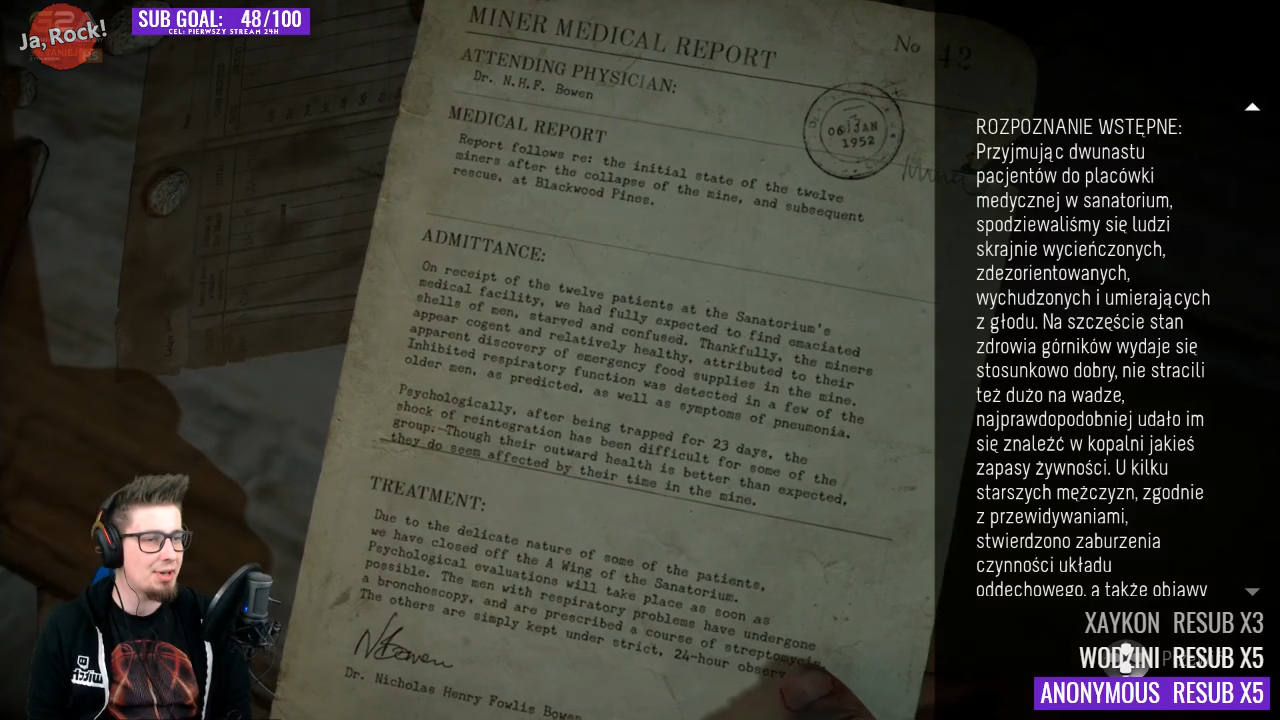 Ja, Rock!
SUB GOAL: 48/100
CEL: PIERWSZY STREAM 24H
MINER MEDICAL REPORT
No 42
ATTENDING PHYSICIAN:
Dr. N.H.F. Bowen
06 JAN
1952
MEDICAL REPORT
Report follows re: the initial state of the twelve
miners after the collapse of the mine, and subsequent
rescue, at Blackwood Pines.
ADMITTANCE:
On receipt of the twelve patients at the Sanatorium's
medical facility, we had fully expected to find emaciated
shells of men, starved and confused. Thankfully, the miners
appear cogent and relatively healthy, attributed to their
apparent discovery of emergency food supplies in the mine.
Inhibited respiratory function was detected in a few of the
older men, as predicted, as well as symptoms of pneumonia.
Psychologically, after being trapped for 23 days, the
shock of reintegration has been difficult for some of the
group. Though their outward health is better than expected,
they do seem affected by their time in the mine.
TREATMENT:
Due to the delicate nature of some of the patients,
we have closed off the A Wing of the Sanatorium.
Psychological evaluations will take place as soon as
possible. The men with respiratory problems have undergone
a bronchoscopy, and are prescribed a course of streptomycin.
The others are simply kept under strict, 24-hour observ
NBowen
Dr. Nicholas Henry Fowlis Bowen
ROZPOZNANIE WSTĘPNE:
Przyjmując dwunastu
pacjentów do placówki
medycznej w sanatorium,
spodziewaliśmy się ludzi
skrajnie wycieńczonych,
zdezorientowanych,
wychudzonych i umierających
z głodu. Na szczęście stan
zdrowia górników wydaje się
stosunkowo dobry, nie stracili
też dużo na wadze,
najprawdopodobniej udało im
się znaleźć w kopalni jakieś
zapasy żywności. U kilku
starszych mężczyzn, zgodnie
z przewidywaniami,
stwierdzono zaburzenia
czynności układu
oddechowego, a także objawy
XAYKON RESUB X3
WODZINI RESUB X5
ANONYMOUS RESUB X5